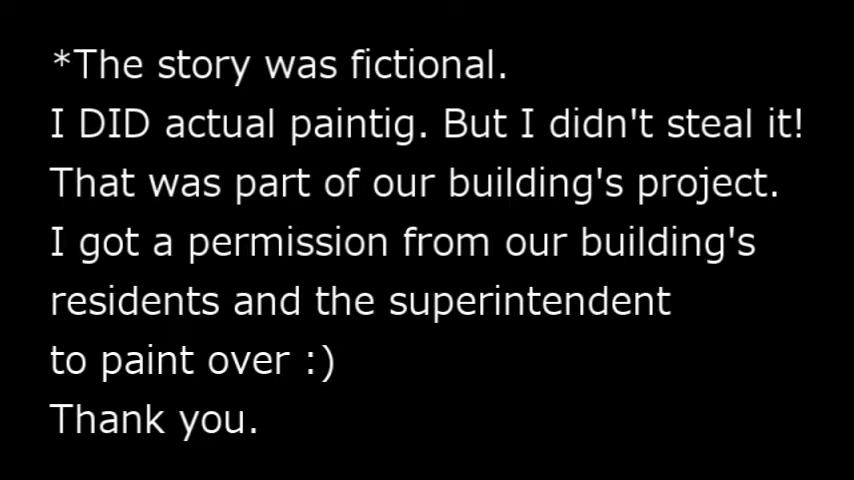 *The story was fictional.
I DID actual paintig. But I didn't steal it!
That was part of our building's project.
I got a permission from our building's
residents and the superintendent
to paint over :)
Thank you.